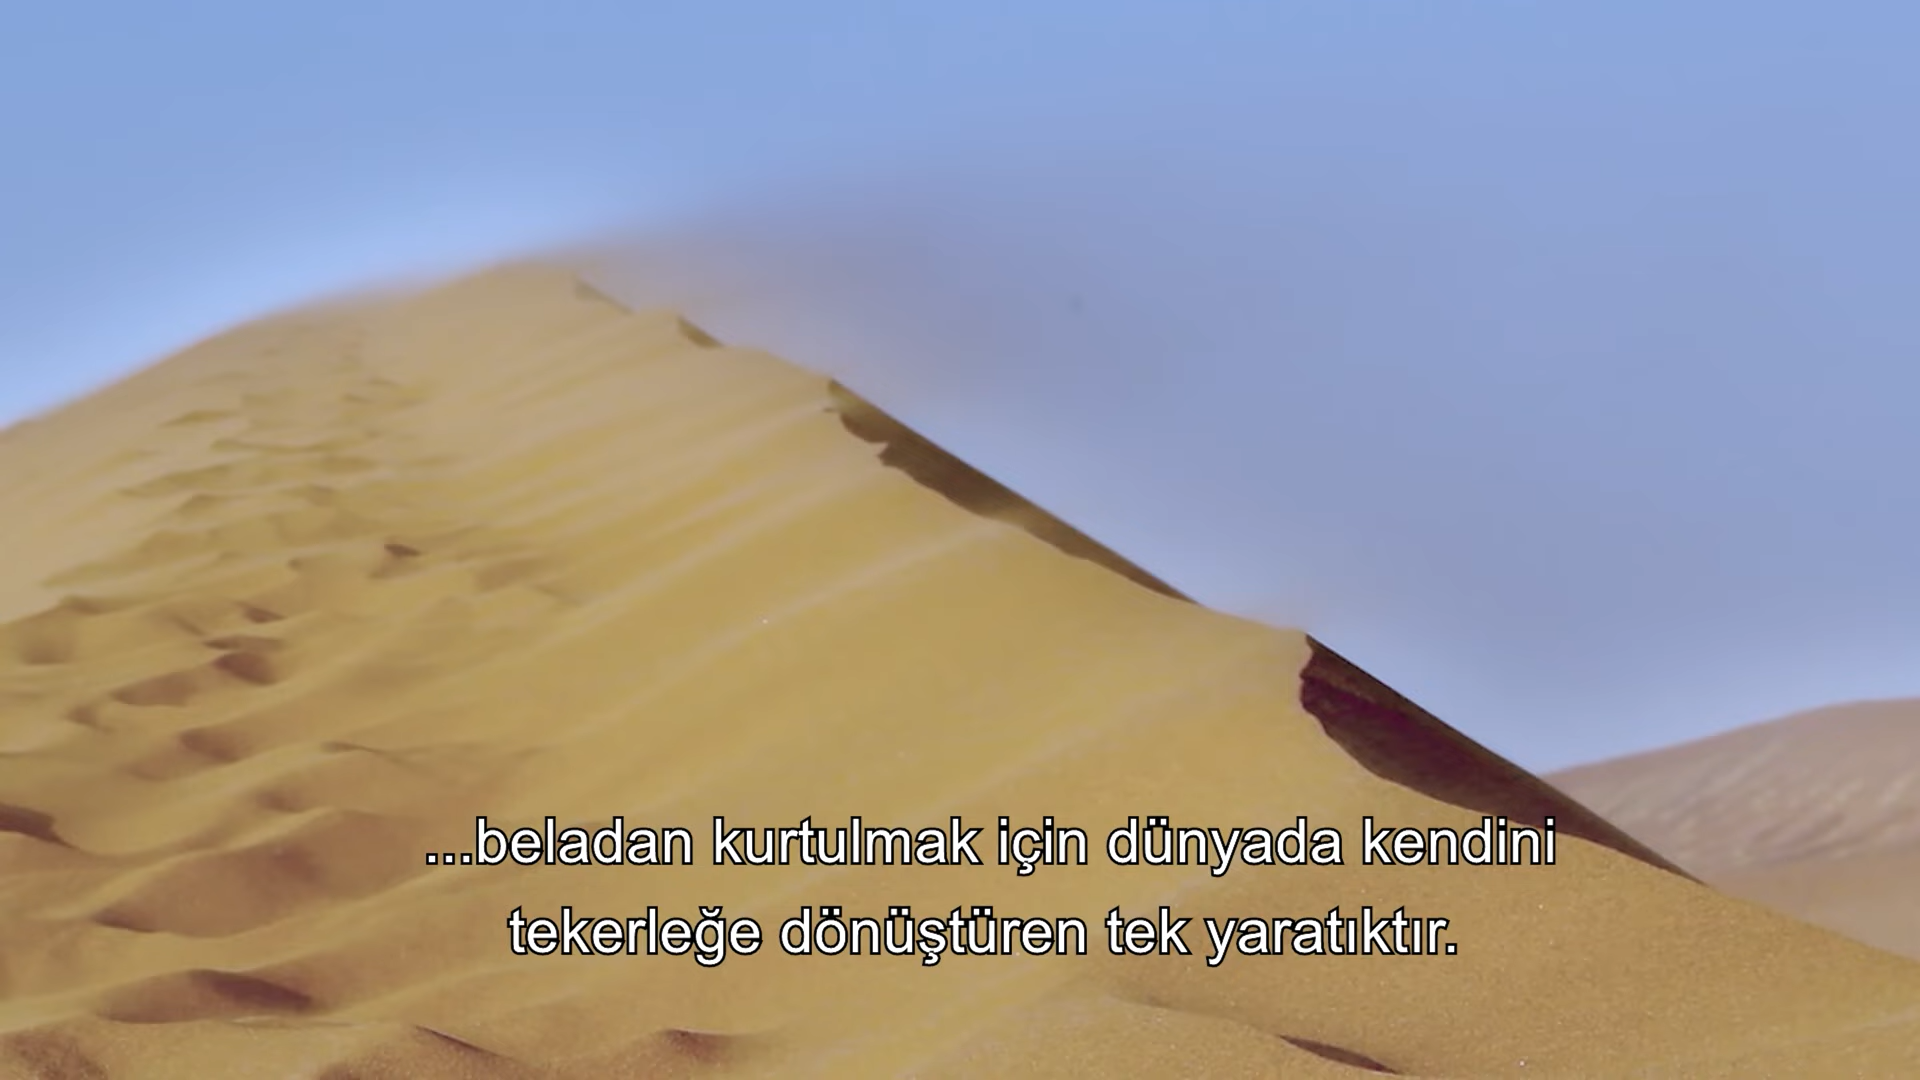 ...beladan kurtulmak için dünyada kendini
tekerleğe dönüştüren tek yaratıktır.